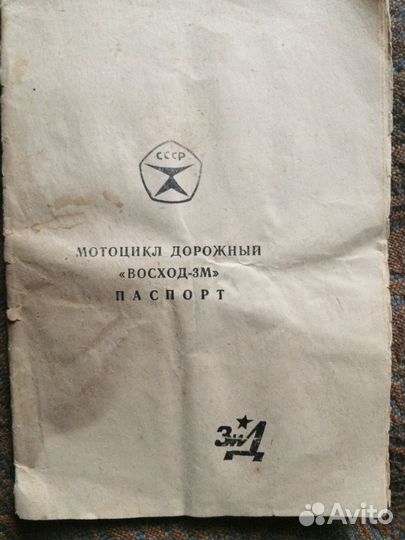 СССР
МОТОЦИКЛ ДОРОЖНЫЙ
«ВОСХОД-3М»
ПАСПОРТ
ЗиД
Avito